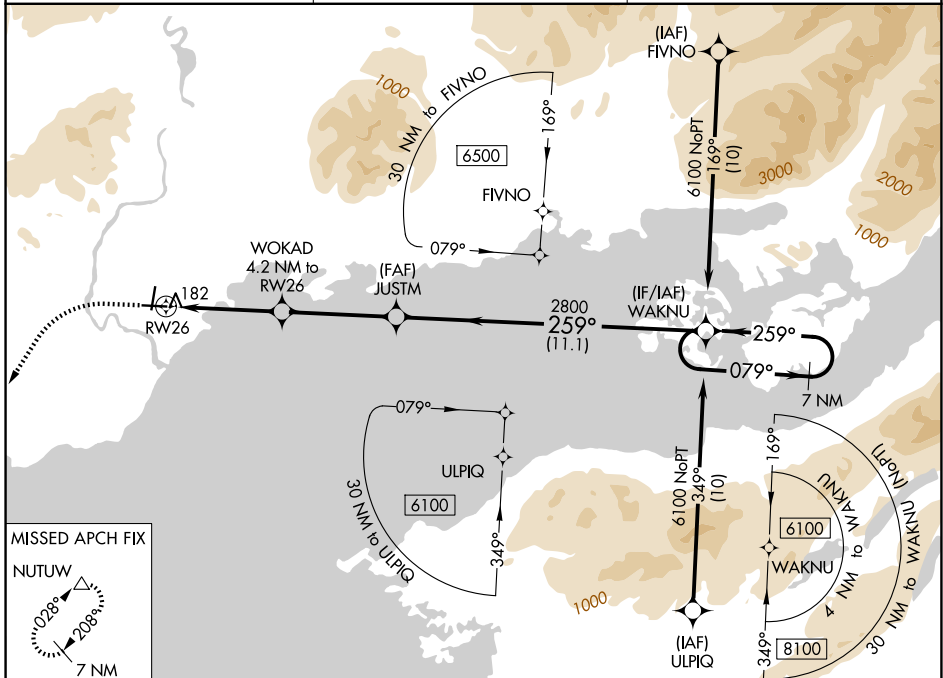 (IAF)
FIVNO
1000
30 NM to FIVNO
169°
6500
6100 NoPT
169°
(10)
3000
2000
1000
FIVNO
079°
WOKAD
4.2 NM to
RW26
(FAF)
JUSTM
(IF/IAF)
WAKNU
182
RW26
2800
259°
(11.1)
259°
079°
7 NM
079°
ULPIQ
6100
349°
30 NM to ULPIQ
6100 NoPT
349°
(10)
169°
6100
WAKNU
4 NM to WAKNU
30 NM to WAKNU (NoPT)
349°
8100
1000
(IAF)
ULPIQ
MISSED APCH FIX
NUTUW
028°
208°
7 NM